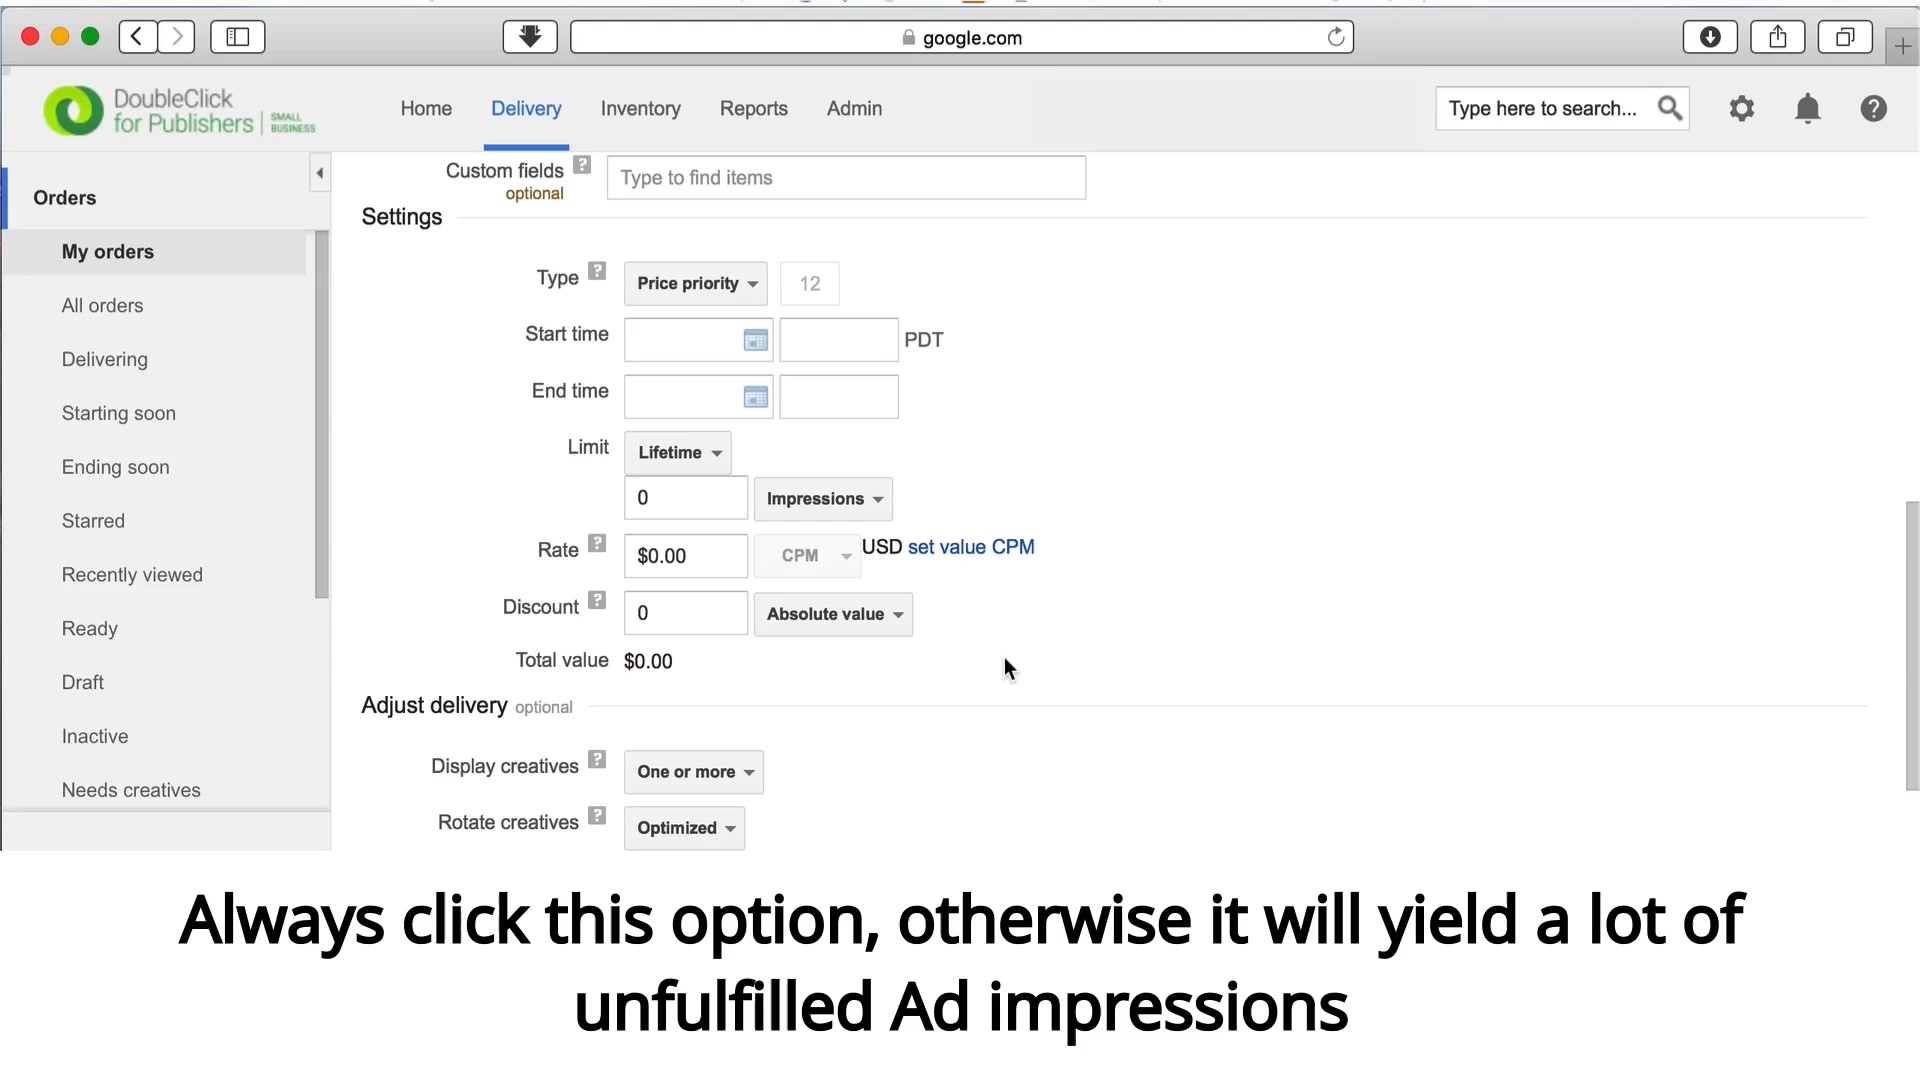 google.com
DoubleClick
for Publishers | SMALL BUSINESS
Home Delivery Inventory Reports Admin
Type here to search...
Orders
My orders
All orders
Delivering
Starting soon
Ending soon
Starred
Recently viewed
Ready
Draft
Inactive
Needs creatives
Custom fields ? Type to find items
optional
Settings
Type ? Price priority 12
Start time PDT
End time
Limit Lifetime
0 Impressions
Rate ? $0.00 CPM USD set value CPM
Discount ? 0 Absolute value
Total value $0.00
Adjust delivery optional
Display creatives ? One or more
Rotate creatives ? Optimized
Always click this option, otherwise it will yield a lot of
unfulfilled Ad impressions